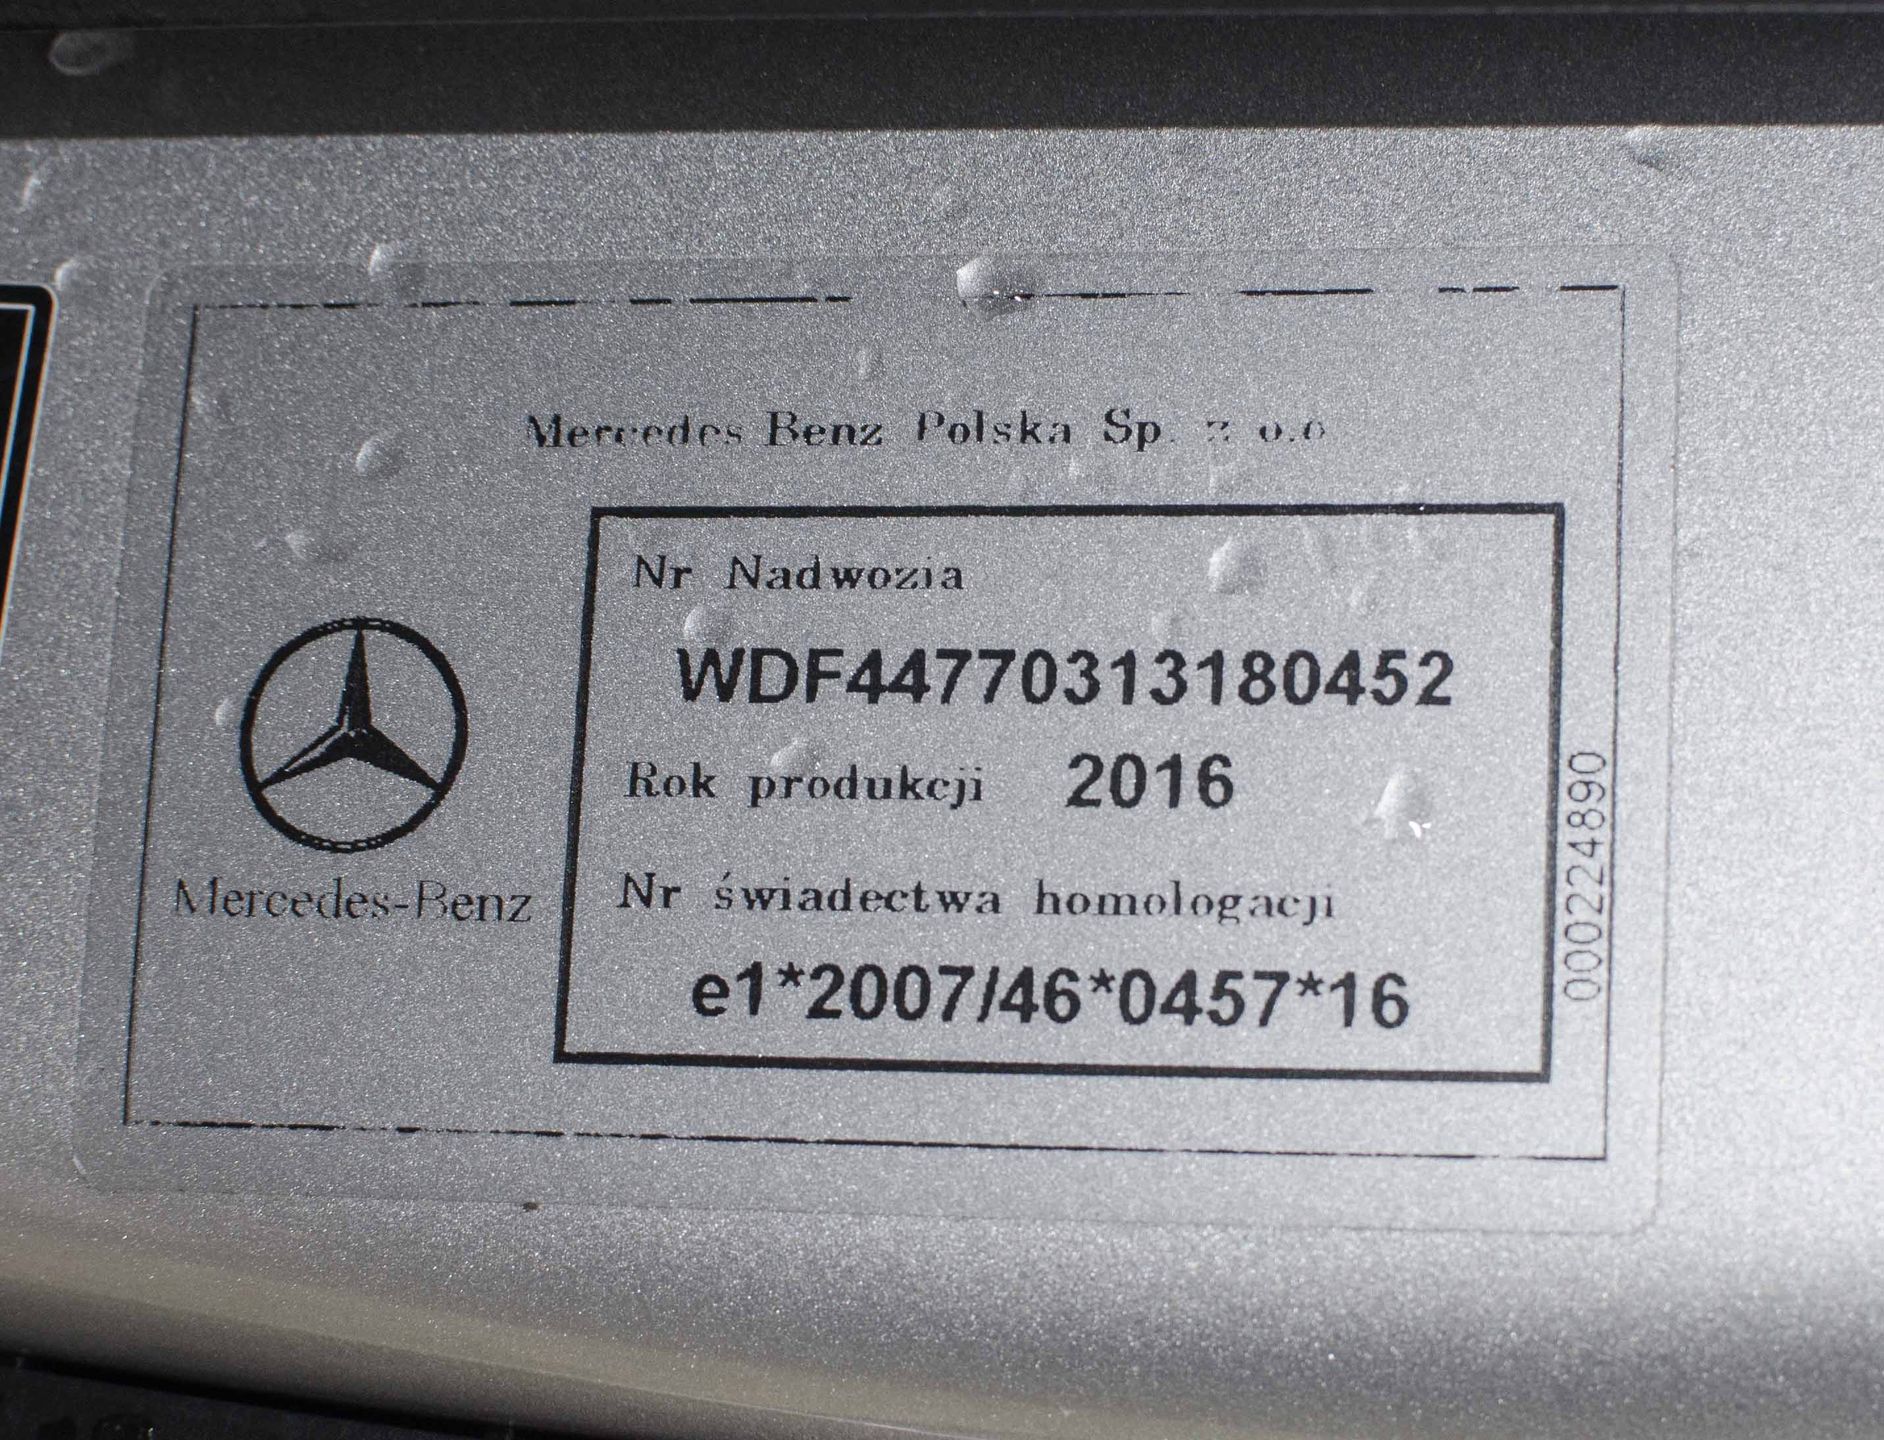 Mercedes Benz Polska Sp. z o.o
Nr Nadwozia
WDF44770313180452
Rok produkcji 2016
Nr świadectwa homologacji
e1*2007/46*0457*16
Mercedes-Benz
000224890